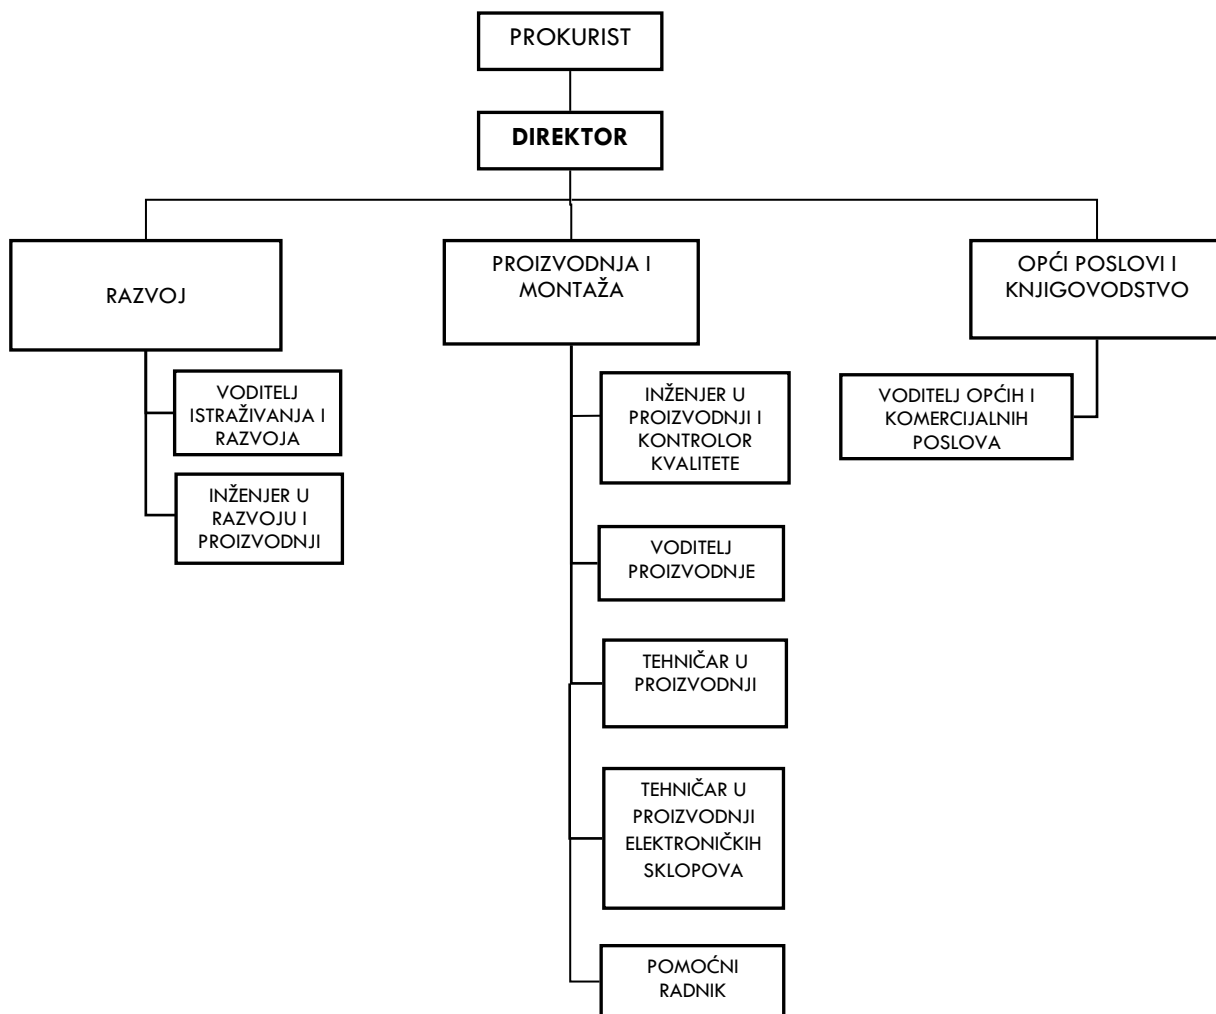 PROKURIST
DIREKTOR
RAZVOJ
PROIZVODNJA I
MONTAŽA
OPĆI POSLOVI I
KNJIGOVODSTVO
VODITELJ
ISTRAŽIVANJA I
RAZVOJA
INŽENJER U
RAZVOJU I
PROIZVODNJI
INŽENJER U
PROIZVODNJI I
KONTROLOR
KVALITETE
VODITELJ
PROIZVODNJE
TEHNIČAR U
PROIZVODNJI
TEHNIČAR U
PROIZVODNJI
ELEKTRONIČKIH
SKLOPOVA
POMOĆNI
RADNIK
VODITELJ OPĆIH I
KOMERCIJALNIH
POSLOVA